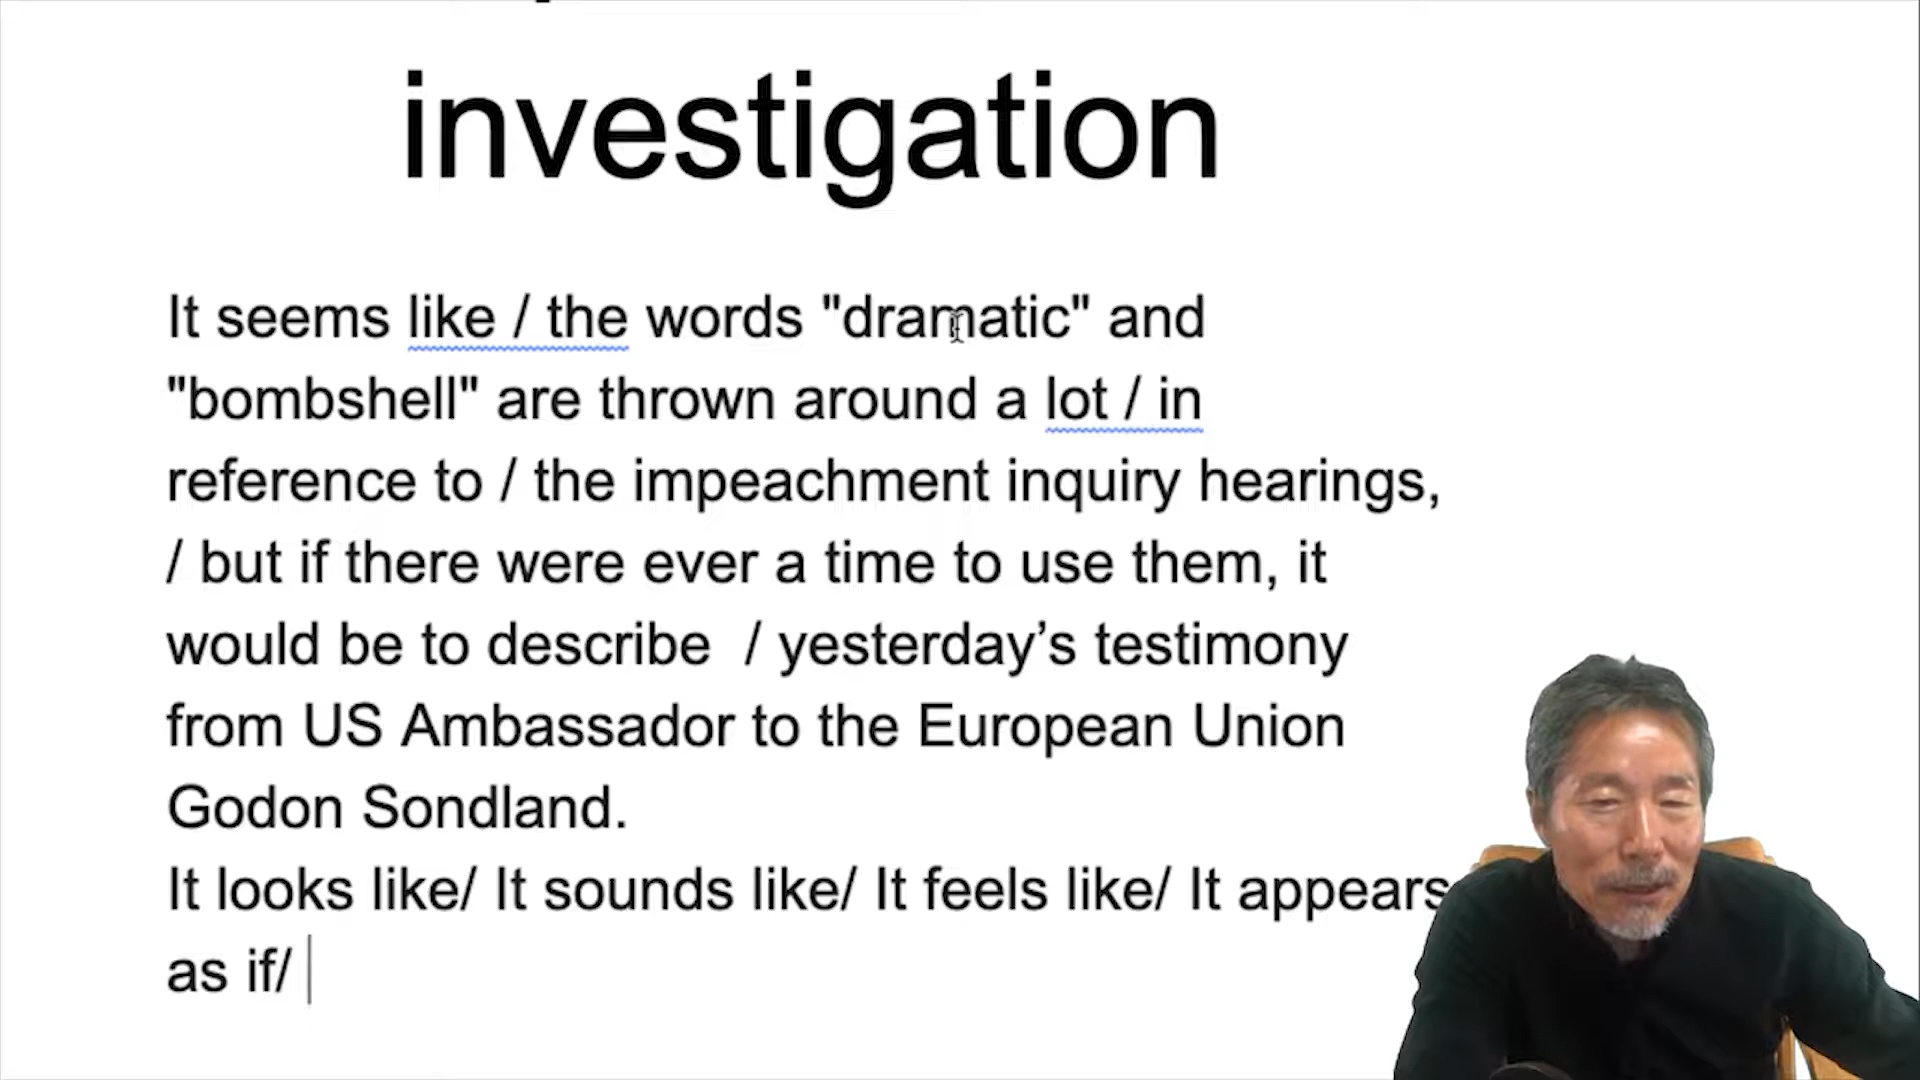 investigation
It seems like / the words "dramatic" and
"bombshell" are thrown around a lot / in
reference to / the impeachment inquiry hearings,
/ but if there were ever a time to use them, it
would be to describe  / yesterday’s testimony
from US Ambassador to the European Union
Godon Sondland.
It looks like/ It sounds like/ It feels like/ It appears
as if/